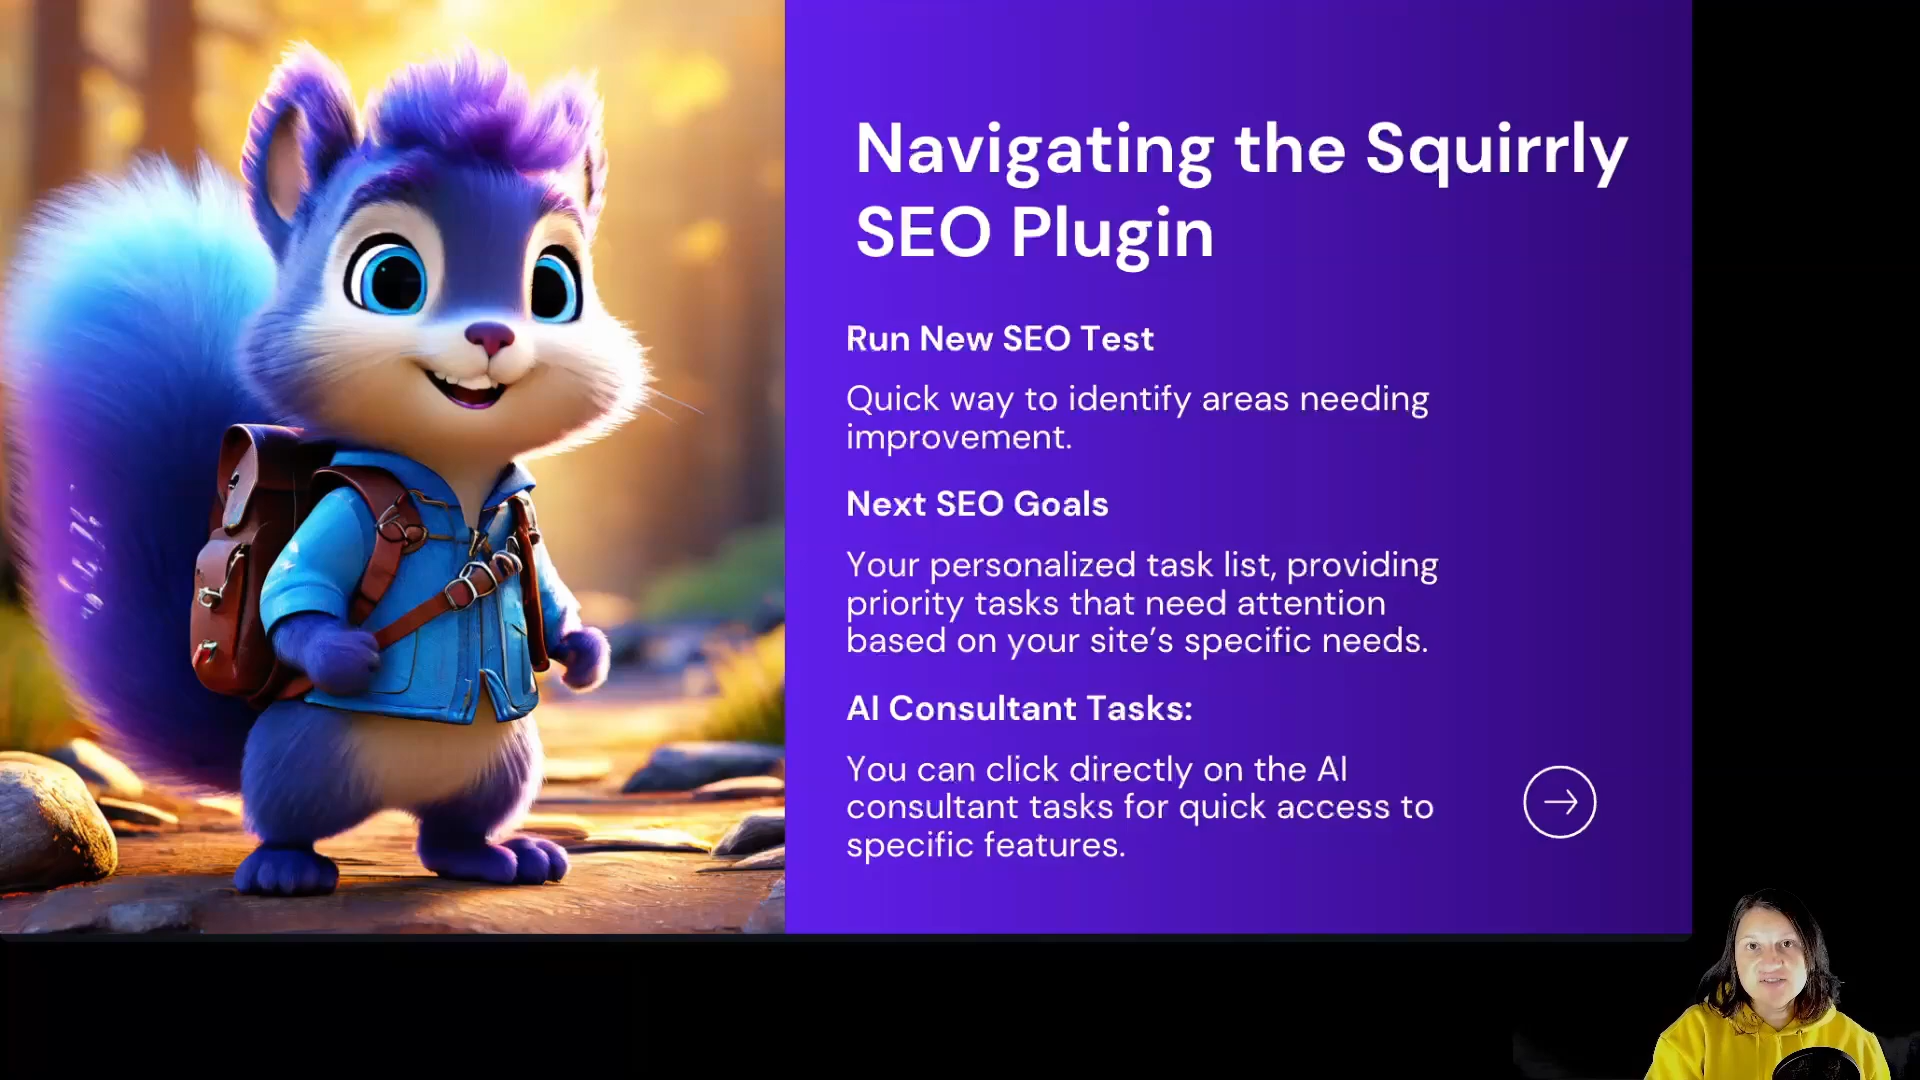 Navigating the Squirrly
SEO Plugin
Run New SEO Test
Quick way to identify areas needing
improvement.
Next SEO Goals
Your personalized task list, providing
priority tasks that need attention
based on your site's specific needs.
AI Consultant Tasks:
You can click directly on the AI
consultant tasks for quick access to
specific features.